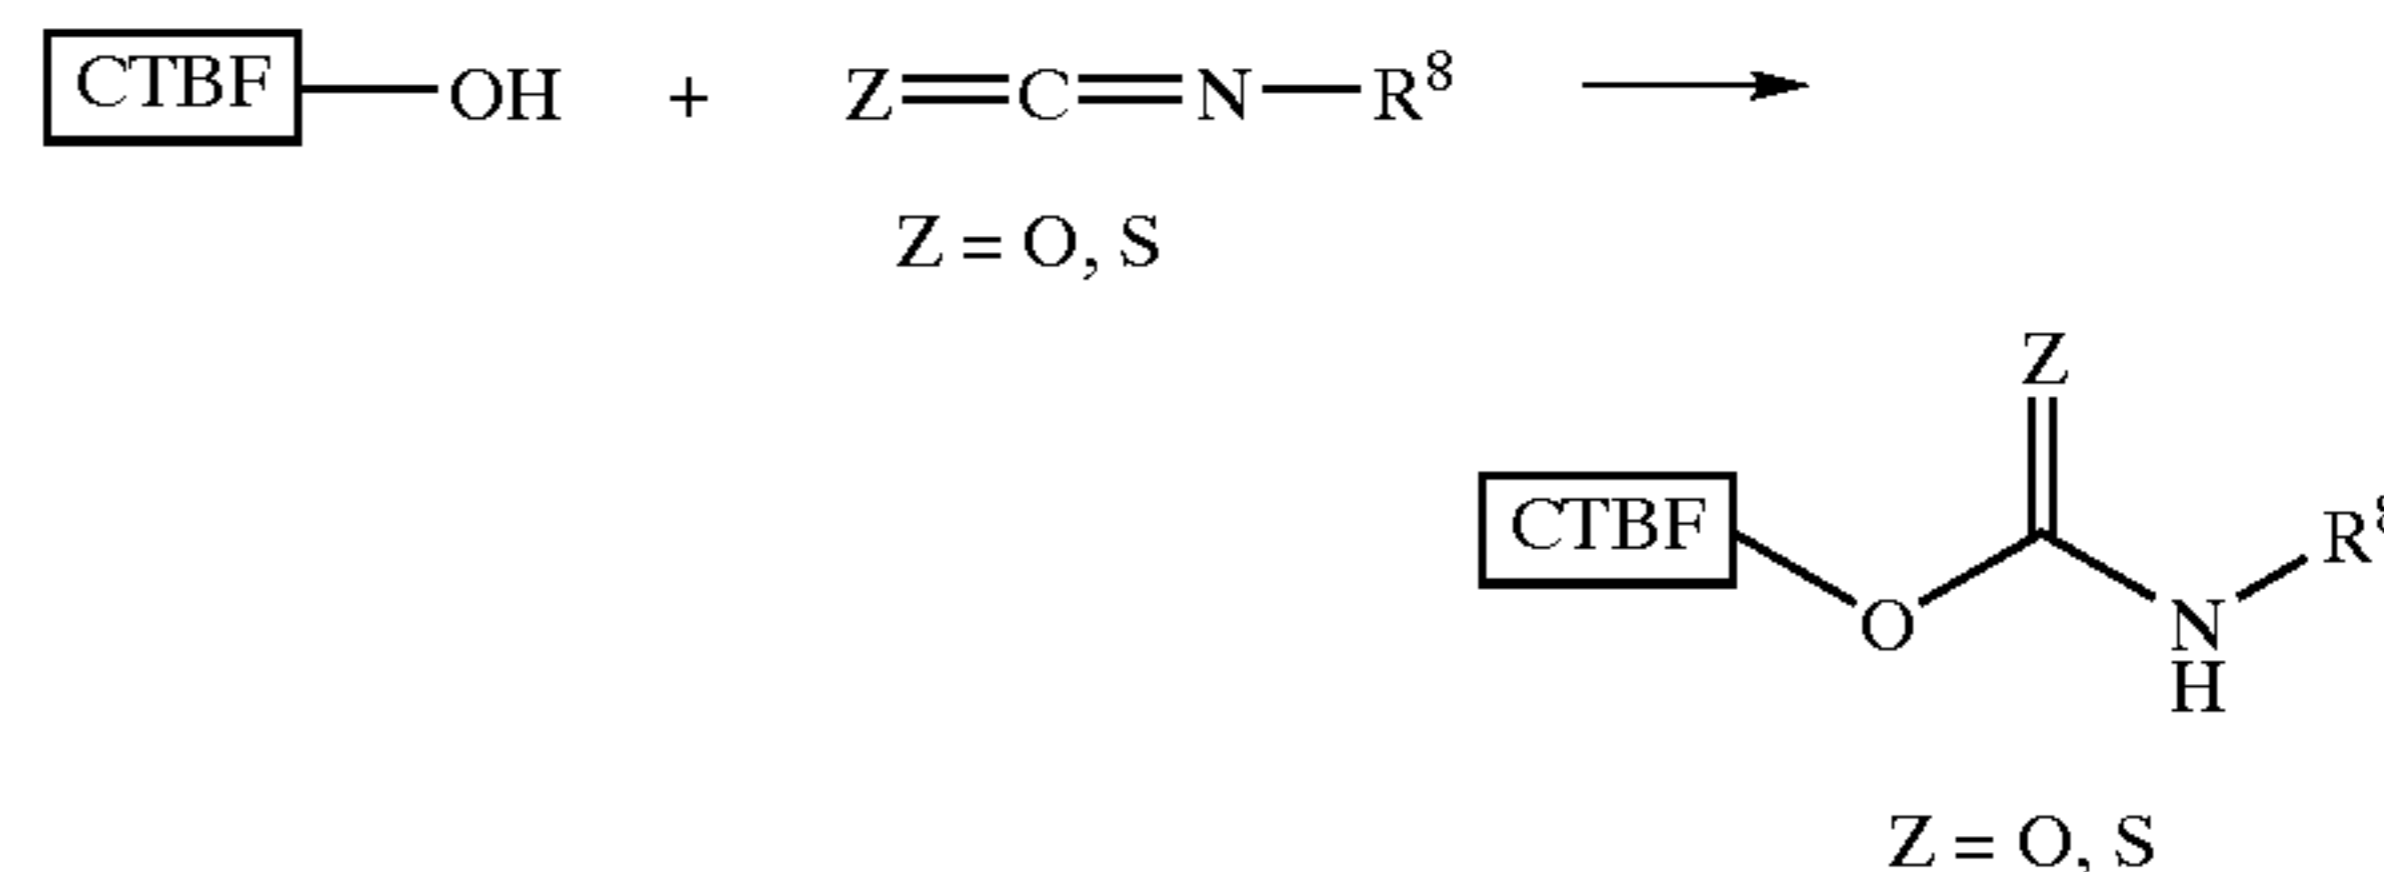 CTBF—OH + Z=C=N—R⁸
Z = O, S
Z
CTBF
R⁸
O
N
H
Z = O, S